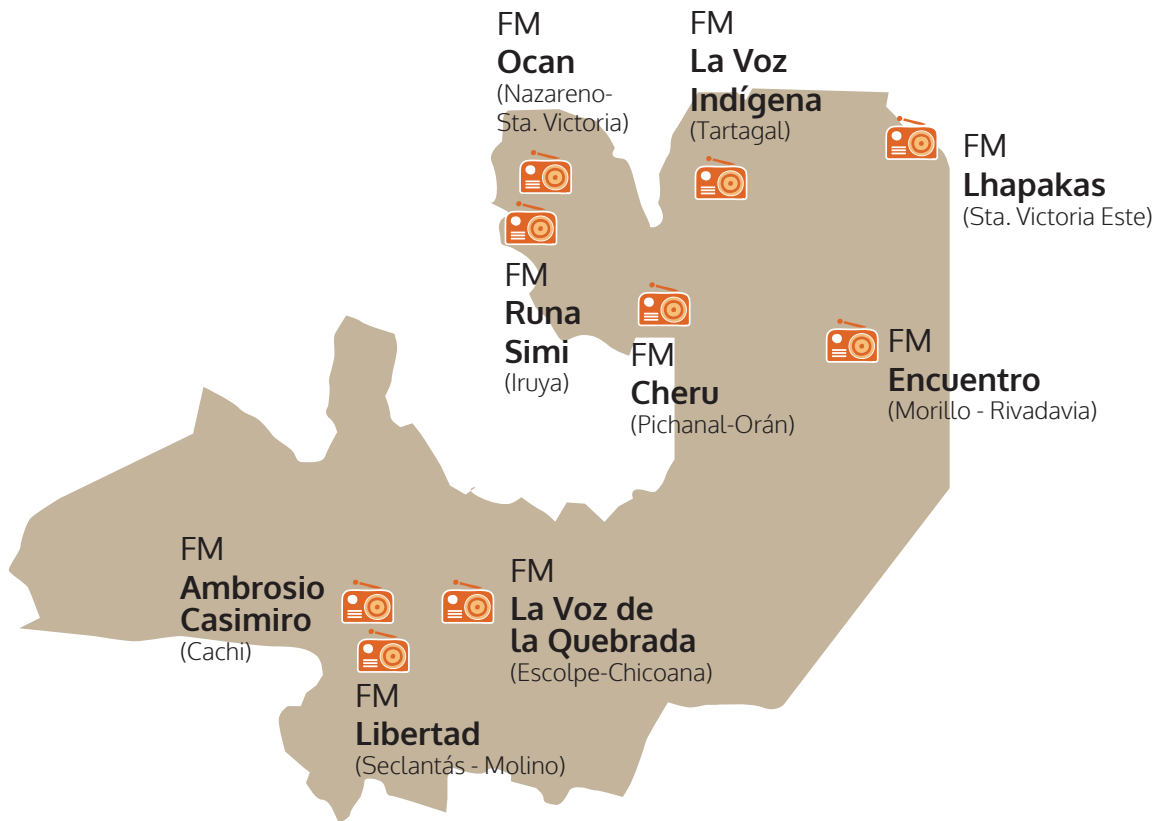 FM
Ocan
(Nazareno-
Sta. Victoria)
FM
La Voz
Indígena
(Tartagal)
FM
Lhapakas
(Sta. Victoria Este)
FM
Runa
Simi
(Iruya)
FM
Cheru
(Pichanal-Orán)
FM
Encuentro
(Morillo - Rivadavia)
FM
Ambrosio
Casimiro
(Cachi)
FM
La Voz de
la Quebrada
(Escolpe-Chicoana)
FM
Libertad
(Seclantás - Molino)